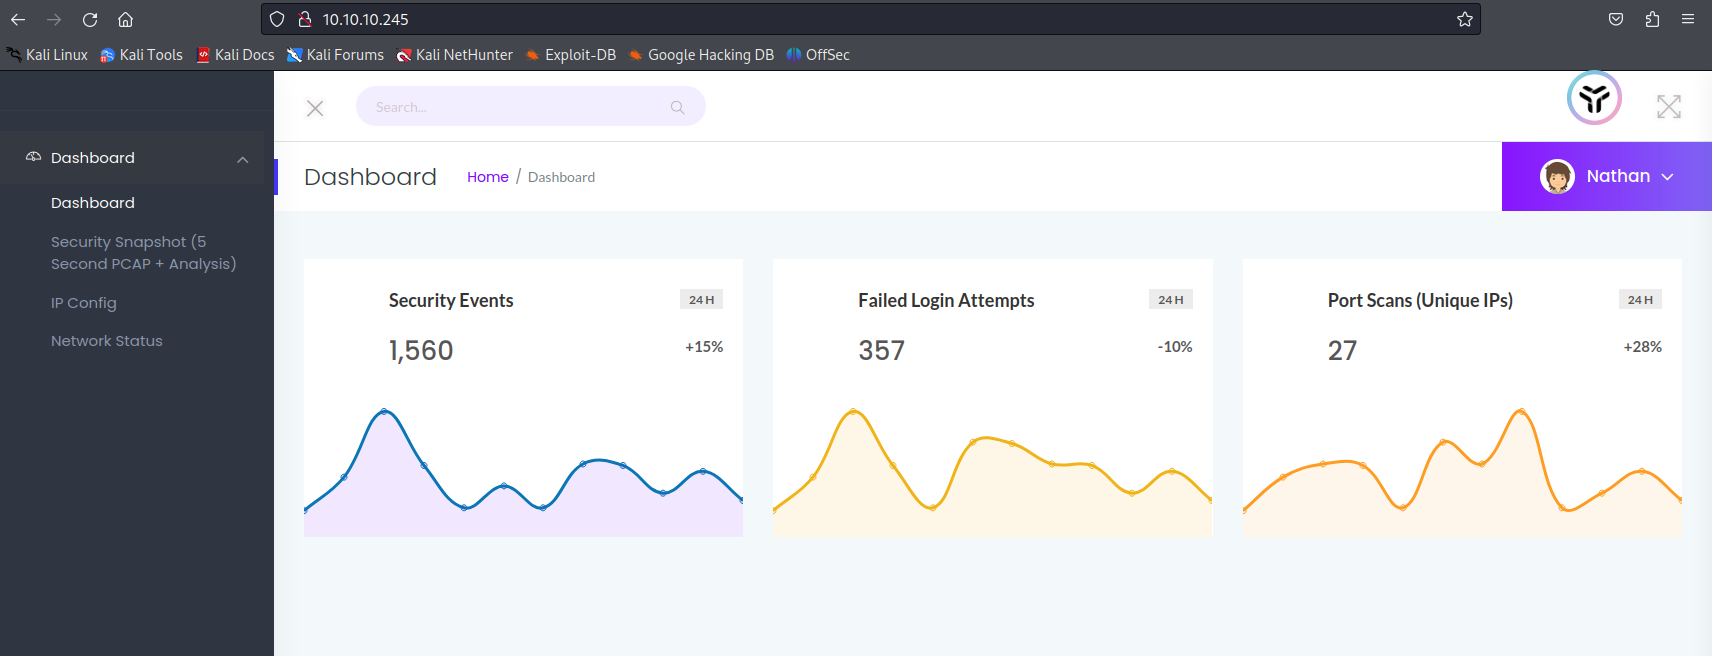 10.10.10.245
Kali Linux Kali Tools Kali Docs Kali Forums Kali NetHunter Exploit-DB Google Hacking DB OffSec
Search...
Dashboard
Dashboard
Security Snapshot (5
Second PCAP + Analysis)
IP Config
Network Status
Dashboard Home / Dashboard
Nathan
Security Events 24 H
1,560 +15%
Failed Login Attempts 24 H
357 -10%
Port Scans (Unique IPs) 24 H
27 +28%